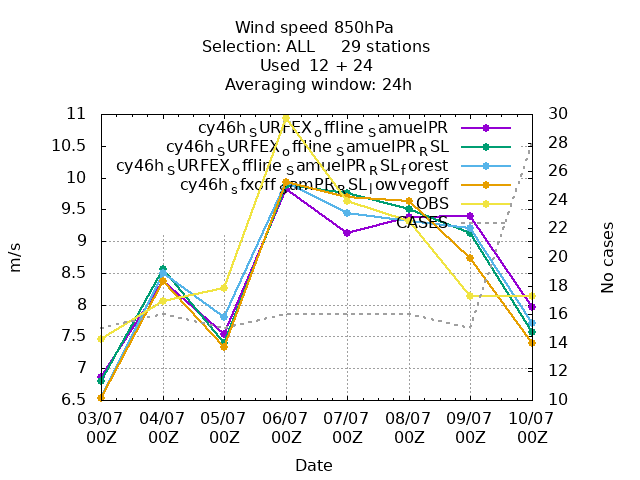 Wind speed 850hPa
Selection: ALL 29 stations
Used 12 + 24
Averaging window: 24h
11
10.5
10
9.5
9
8.5
8
7.5
7
6.5
m/s
30
28
26
24
22
20
18
16
14
12
10
No cases
cy46h_SURFEX_offline_SamuelPR
cy46h_SURFEX_offline_SamuelPR_RSL
cy46h_SURFEX_offline_SamuelPR_RSL_forest
OBS
CASES
03/07 04/07 05/07 06/07 07/07 08/07 09/07 10/07
00Z 00Z 00Z 00Z 00Z 00Z 00Z 00Z
Date